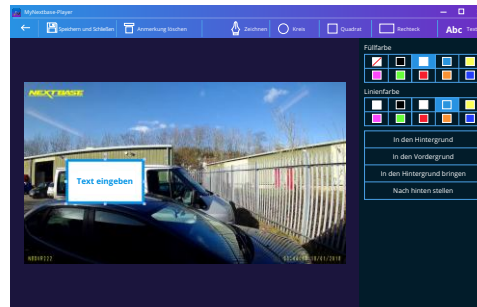 MyNextbase-Player
Speichern und Schließen
Anmerkung löschen
Zeichnen
Kreis
Quadrat
Rechteck
Abc Text
Füllfarbe
Linienfarbe
In den Hintergrund
In den Vordergrund
In den Hintergrund bringen
Nach hinten stellen
NEXTBASE
Text eingeben